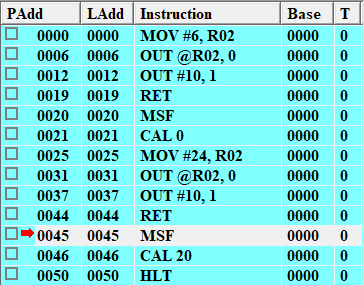 PAdd LAdd Instruction Base T
0000 0000 MOV #6, R02 0000 0
0006 0006 OUT @R02, 0 0000 0
0012 0012 OUT #10, 1 0000 0
0019 0019 RET 0000 0
0020 0020 MSF 0000 0
0021 0021 CAL 0 0000 0
0025 0025 MOV #24, R02 0000 0
0031 0031 OUT @R02, 0 0000 0
0037 0037 OUT #10, 1 0000 0
0044 0044 RET 0000 0
0045 0045 MSF 0000 0
0046 0046 CAL 20 0000 0
0050 0050 HLT 0000 0